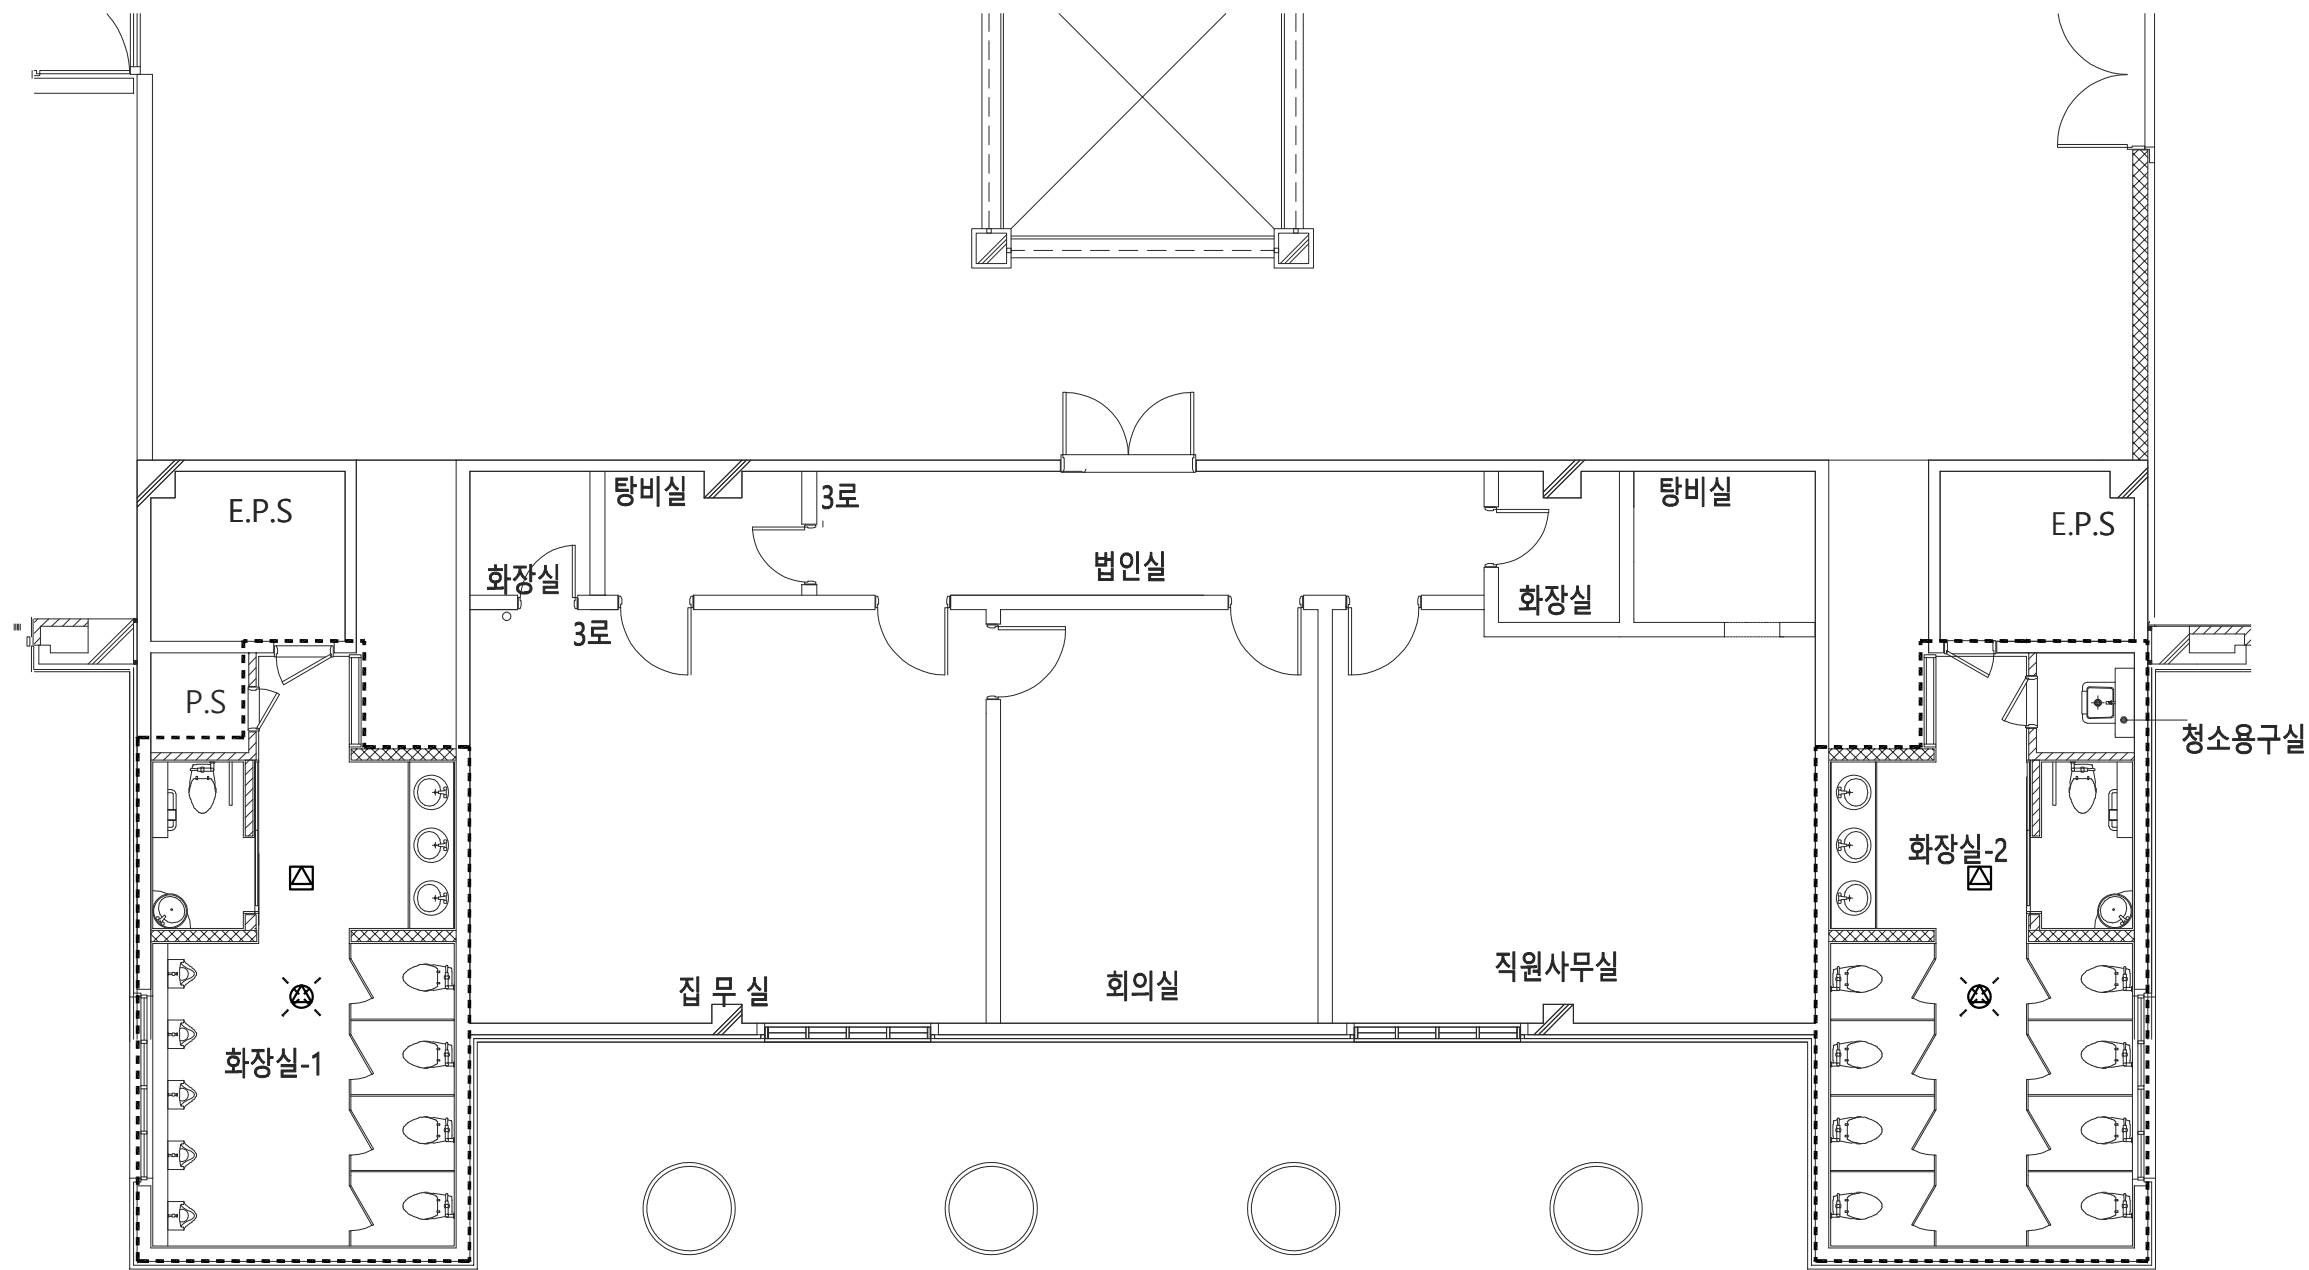 탕비실
3로
탕비실
E.P.S
E.P.S
법인실
화장실
화장실
3로
P.S
청소용구실
화장실-2
직원사무실
집 무 실
회의실
화장실-1